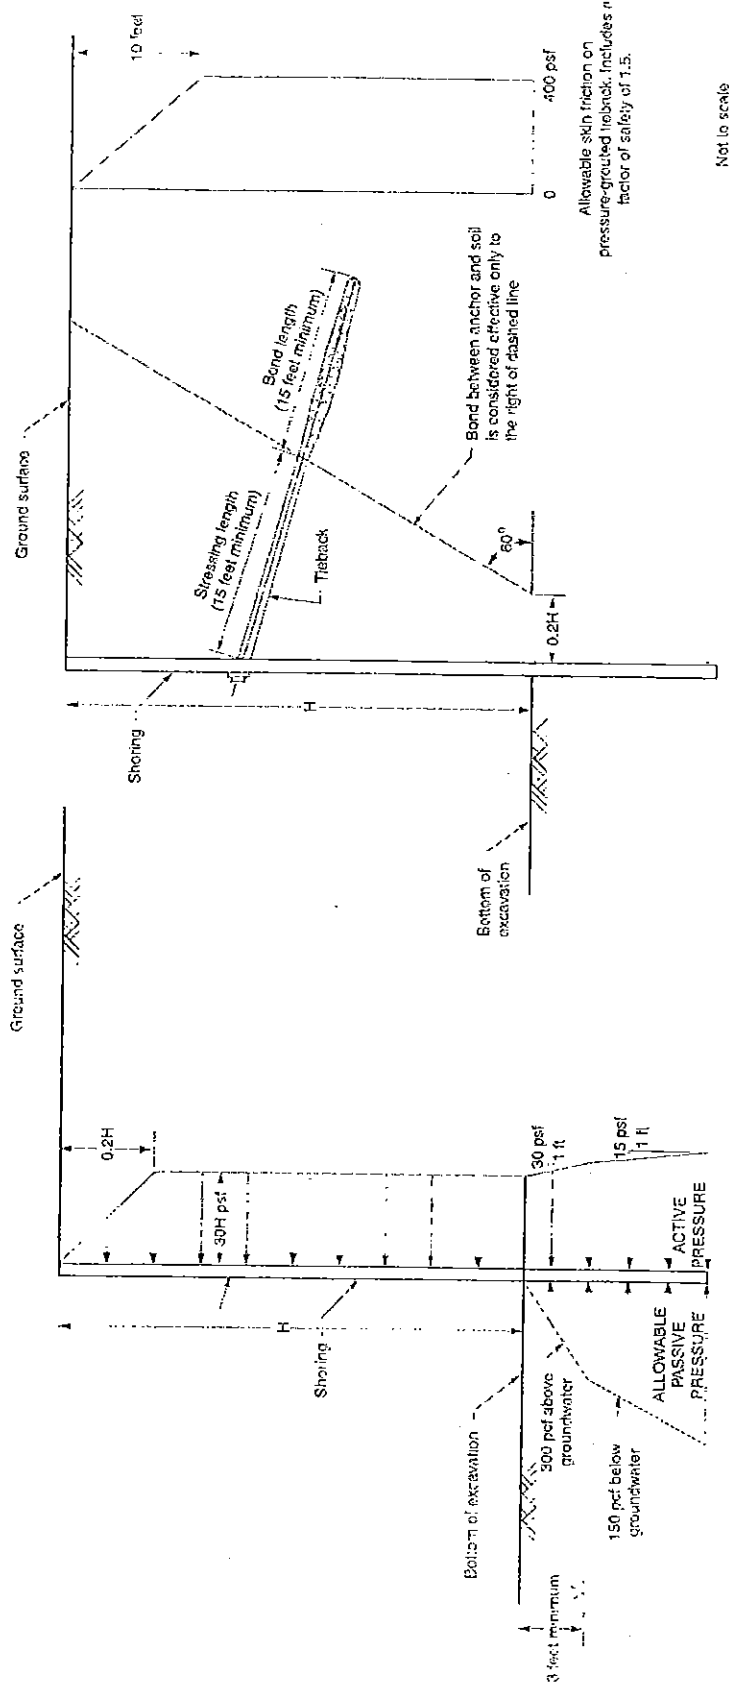 Ground surface
0.2H
30H psf
H
Shoring
Bottom of excavation
30 psf
1 ft
15 psf
1 ft
300 pcf above
groundwater
150 pcf below
groundwater
3 feet minimum
ALLOWABLE
PASSIVE
PRESSURE
ACTIVE
PRESSURE
Ground surface
Shoring
H
Bottom of
excavation
Stressing length
(15 feet minimum)
Bond length
(15 feet minimum)
Tieback
60°
0.2H
Bond between anchor and soil
is considered effective only to
the right of dashed line
10 feet
0
400 psf
Allowable skin friction on
pressure-grouted tieback. Includes
factor of safety of 1.5.
Not to scale